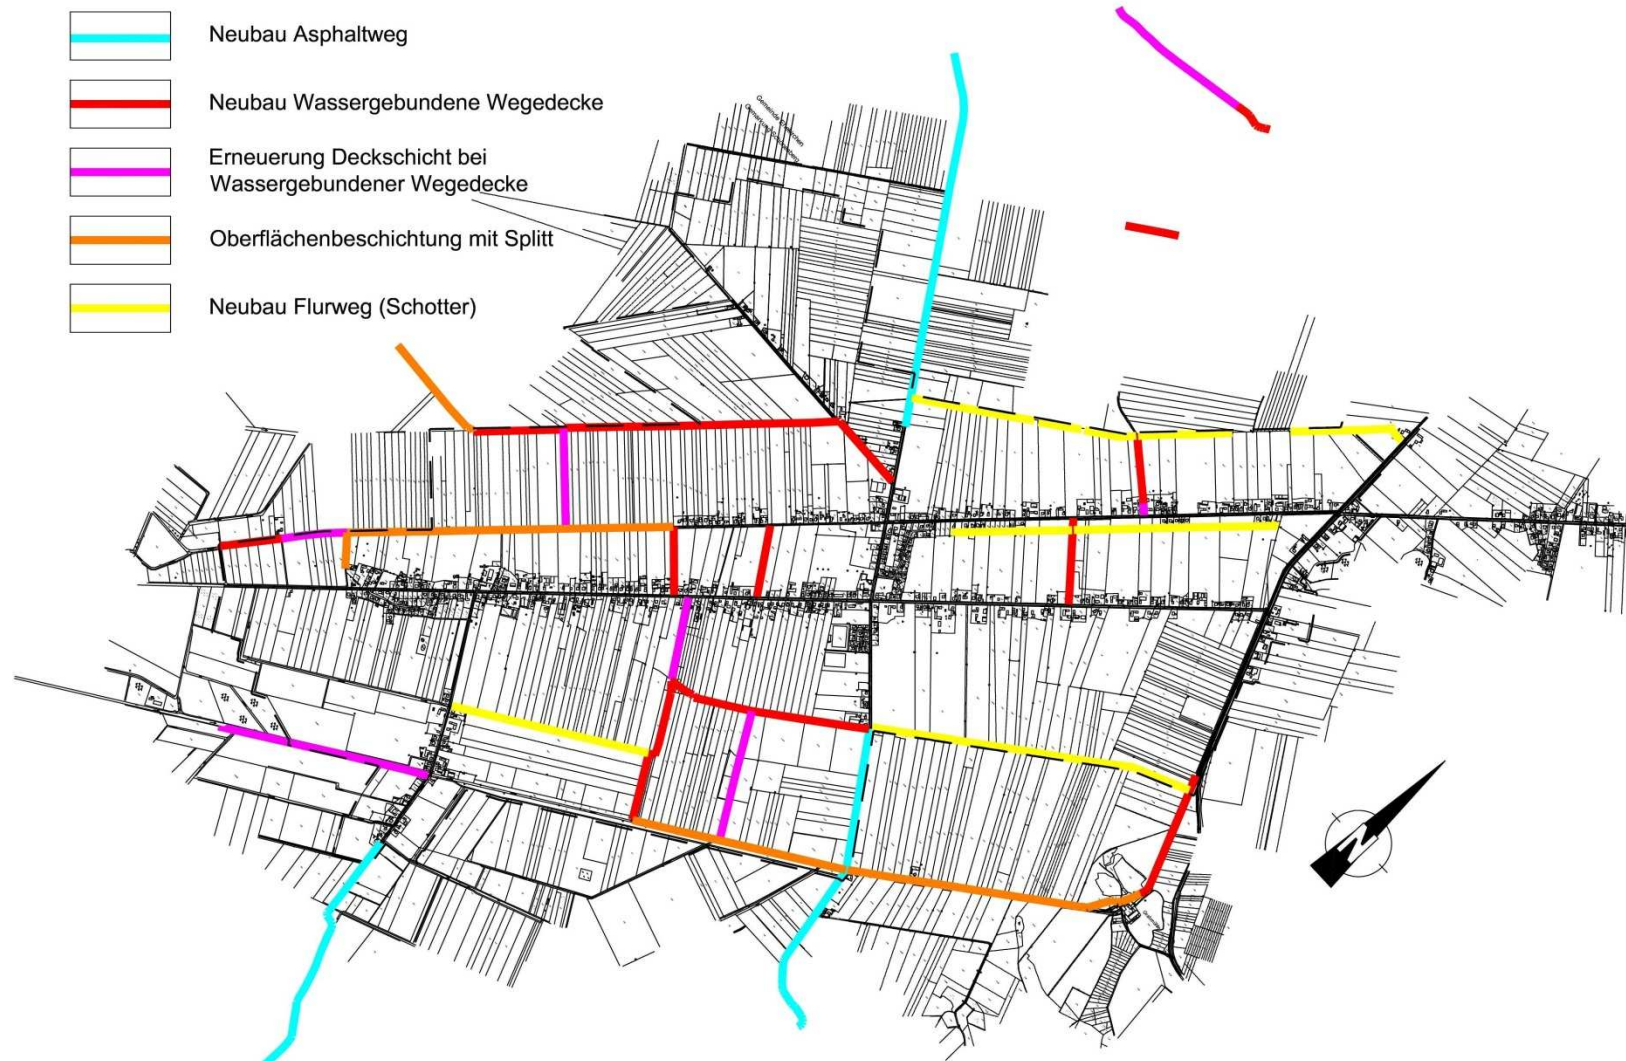 Neubau Asphaltweg
Neubau Wassergebundene Wegedecke
Erneuerung Deckschicht bei
Wassergebundener Wegedecke
Oberflächenbeschichtung mit Splitt
Neubau Flurweg (Schotter)